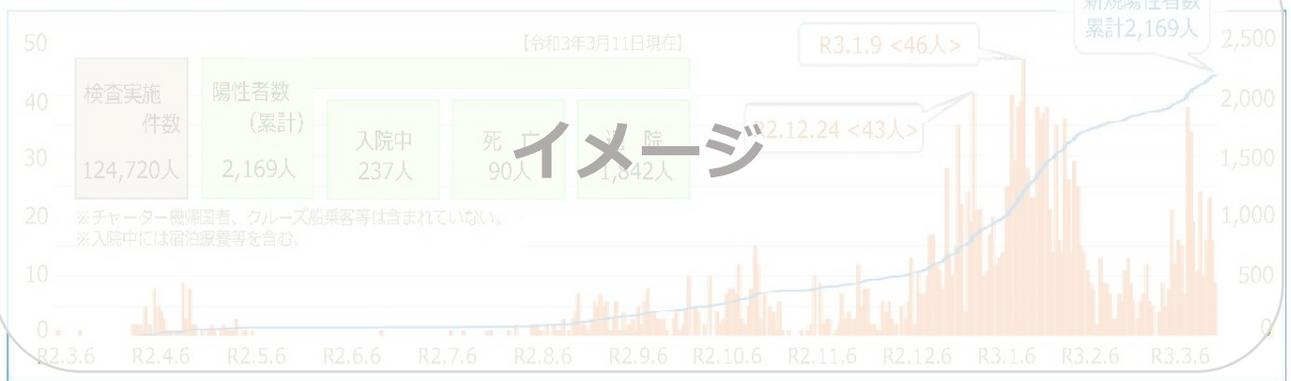 新規陽性者数
累計2,169人
50
【令和3年3月11日現在】
R3.1.9 <46人>
2,500
検査実施
件数
124,720人
陽性者数
(累計)
2,169人
40
2,000
入院中
237人
死 亡
90人
退 院
1,842人
R2.12.24 <43人>
イメージ
30
1,500
※チャーター機帰国者、クルーズ船乗客等は含まれていない。
※入院中には宿泊療養等を含む。
20
1,000
10
500
0
0
R2.3.6 R2.4.6 R2.5.6 R2.6.6 R2.7.6 R2.8.6 R2.9.6 R2.10.6 R2.11.6 R2.12.6 R3.1.6 R3.2.6 R3.3.6